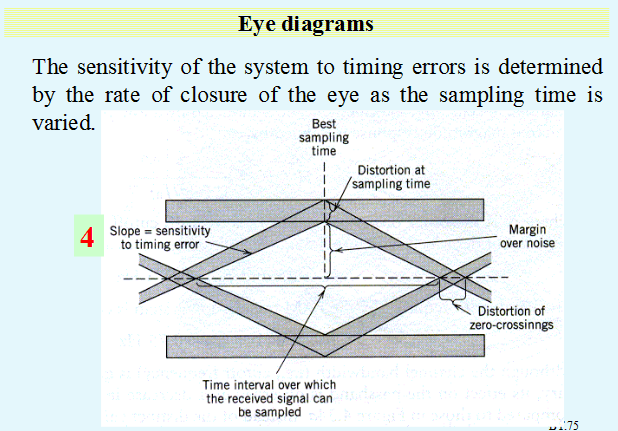 Eye diagrams
The sensitivity of the system to timing errors is determined
by the rate of closure of the eye as the sampling time is
varied.
Best
sampling
time
Distortion at
sampling time
4
Slope = sensitivity
to timing error
Margin
over noise
Distortion of
zero-crossinngs
Time interval over which
the received signal can
be sampled